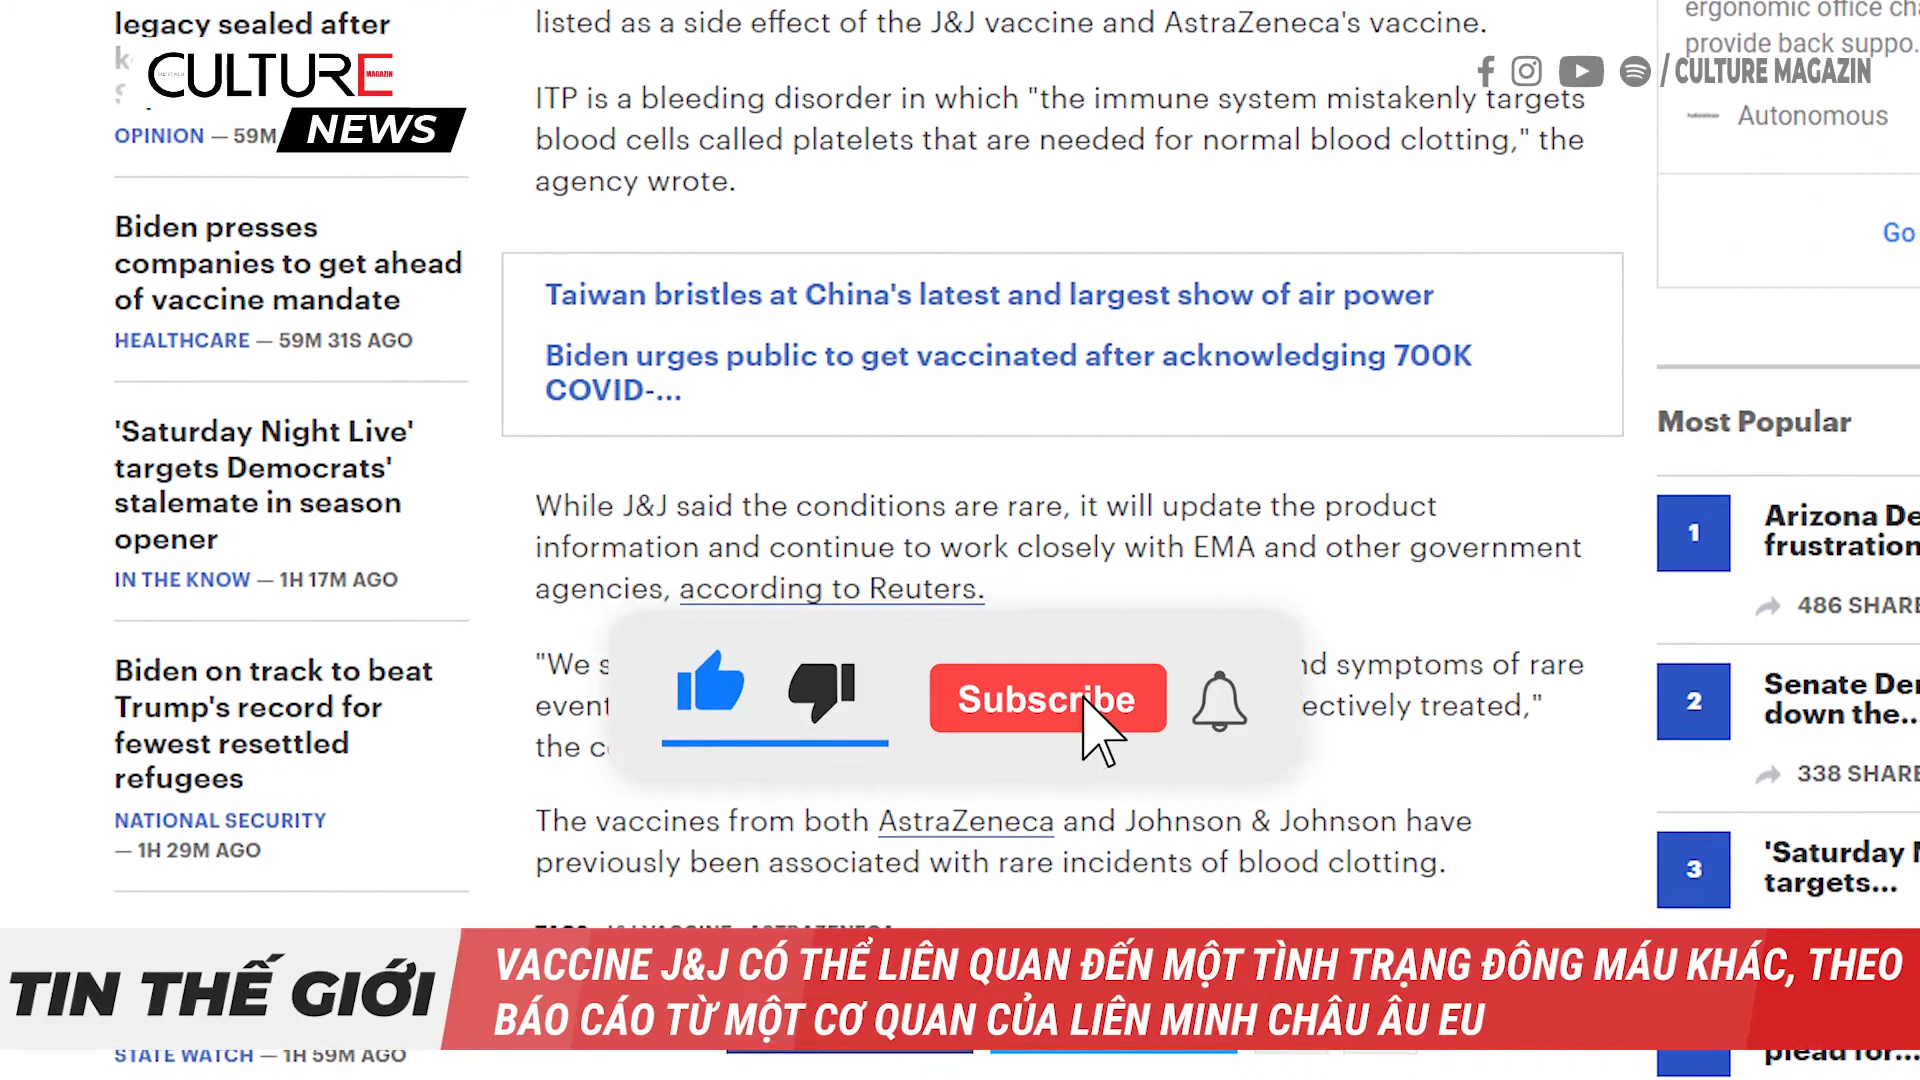 legacy sealed after
CULTURE
MAGAZIN
NEWS
OPINION — 59M
Biden presses
companies to get ahead
of vaccine mandate
HEALTHCARE — 59M 31S AGO
'Saturday Night Live'
targets Democrats'
stalemate in season
opener
IN THE KNOW — 1H 17M AGO
Biden on track to beat
Trump's record for
fewest resettled
refugees
NATIONAL SECURITY
— 1H 29M AGO
STATE WATCH — 1H 59M AGO
listed as a side effect of the J&J vaccine and AstraZeneca's vaccine.
ITP is a bleeding disorder in which "the immune system mistakenly targets
blood cells called platelets that are needed for normal blood clotting," the
agency wrote.
Taiwan bristles at China's latest and largest show of air power
Biden urges public to get vaccinated after acknowledging 700K
COVID-...
While J&J said the conditions are rare, it will update the product
information and continue to work closely with EMA and other government
agencies, according to Reuters.
"We s nd symptoms of rare
event ectively treated,"
the c
Subscribe
The vaccines from both AstraZeneca and Johnson & Johnson have
previously been associated with rare incidents of blood clotting.
ergonomic office cha
provide back suppo.
/ CULTURE MAGAZIN
Autonomous
Go
Most Popular
1
Arizona De
frustration
486 SHARE
2
Senate Der
down the...
338 SHARE
3
'Saturday N
targets...
plead for...
TIN THẾ GIỚI
VACCINE J&J CÓ THỂ LIÊN QUAN ĐẾN MỘT TÌNH TRẠNG ĐÔNG MÁU KHÁC, THEO
BÁO CÁO TỪ MỘT CƠ QUAN CỦA LIÊN MINH CHÂU ÂU EU